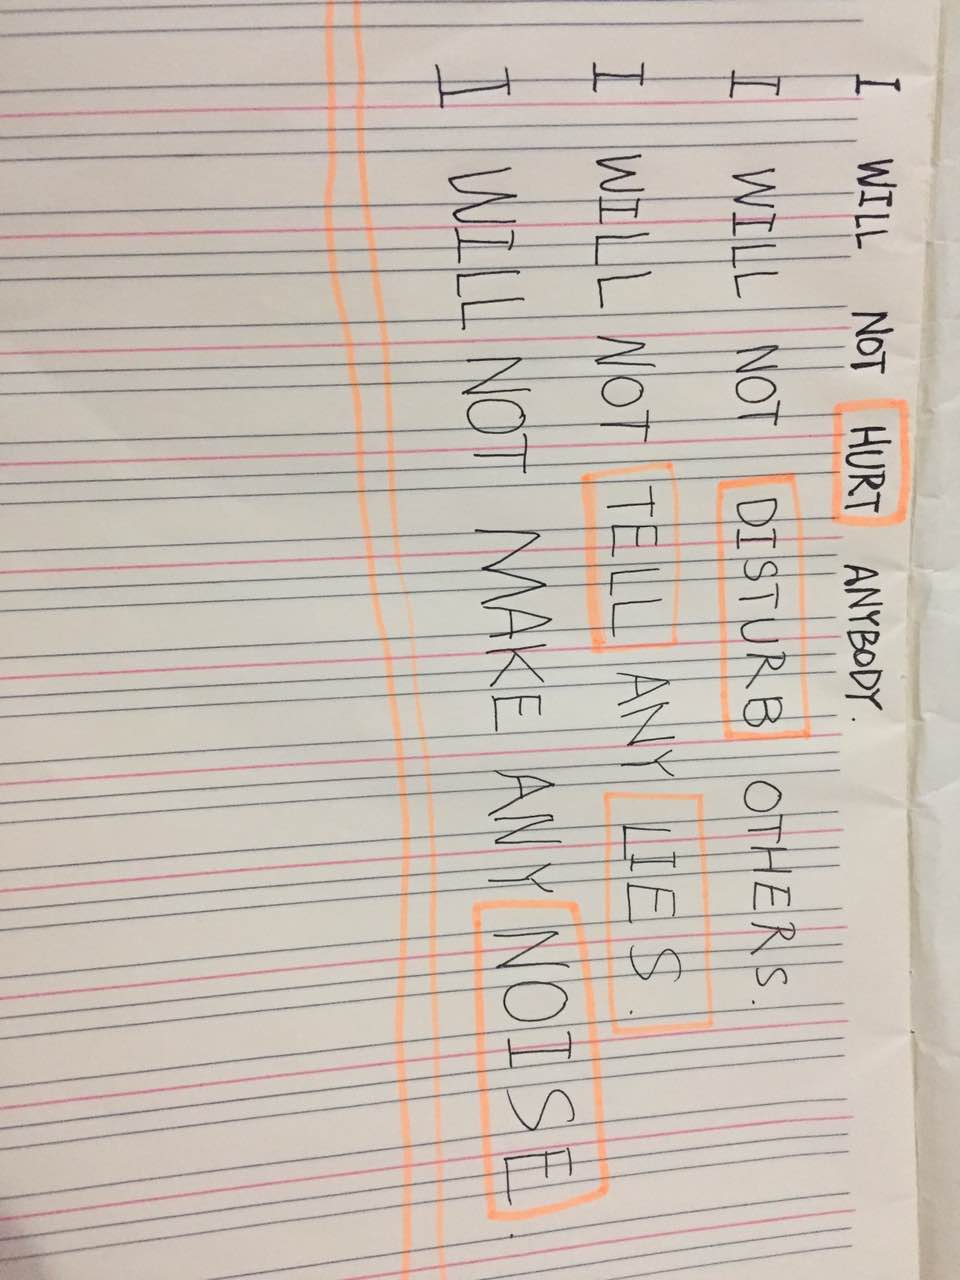 I WILL NOT HURT ANYBODY.
I WILL NOT DISTURB OTHERS.
I WILL NOT TELL ANY LIES.
I WILL NOT MAKE ANY NOISE.